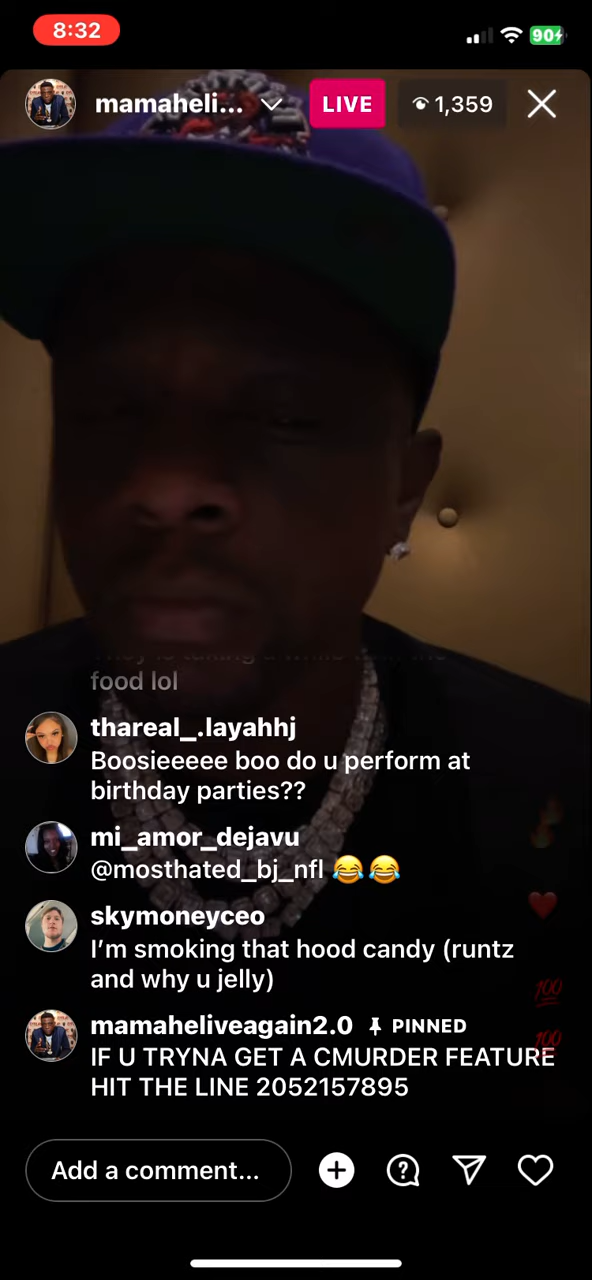 8:32
90
mamaheli...
LIVE
1,359
food lol
thareal_.layahhj
Boosieeeee boo do u perform at
birthday parties??
mi_amor_dejavu
@mosthated_bj_nfl 😂😂
skymoneyceo
I’m smoking that hood candy (runtz
and why u jelly)
mamaheliveagain2.0 PINNED
IF U TRYNA GET A CMURDER FEATURE
HIT THE LINE 2052157895
100
100
Add a comment...